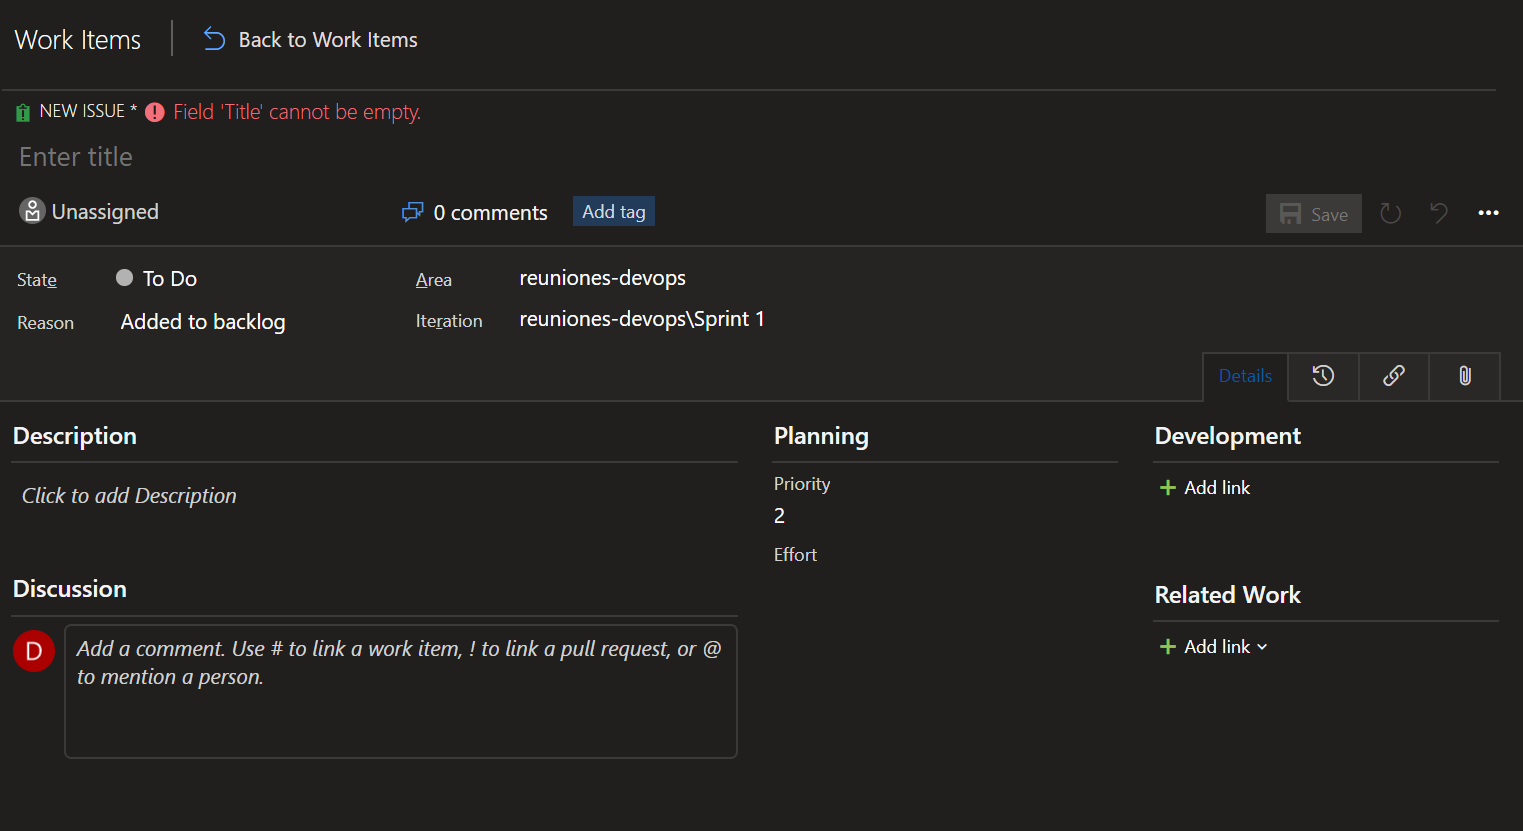 Work Items
Back to Work Items
NEW ISSUE *
Field 'Title' cannot be empty.
Enter title
Unassigned
0 comments
Add tag
Save
State
To Do
Area
reuniones-devops
Reason
Added to backlog
Iteration
reuniones-devops\Sprint 1
Details
Description
Click to add Description
Discussion
D
Add a comment. Use # to link a work item, ! to link a pull request, or @
to mention a person.
Planning
Priority
2
Effort
Development
Add link
Related Work
Add link